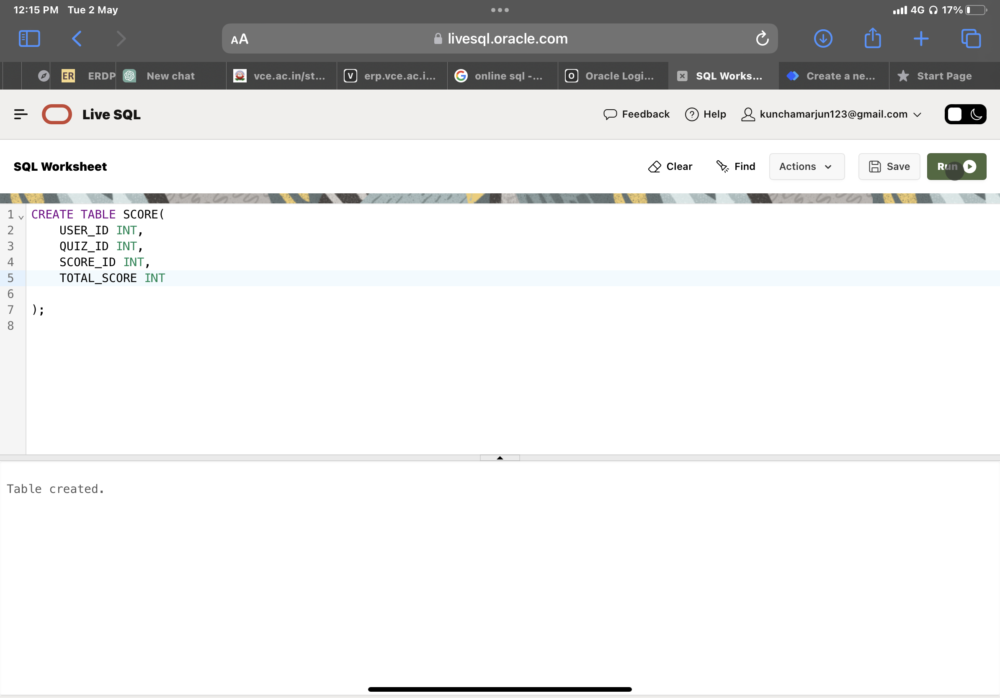 12:15 PM Tue 2 May
4G 17%
AA livesql.oracle.com
ER ERDP New chat vce.ac.in/st... V erp.vce.ac.i... online sql -... O Oracle Logi... SQL Works... Create a ne... Start Page
Live SQL Feedback Help kunchamarjun123@gmail.com
SQL Worksheet Clear Find Actions Save Run
1 CREATE TABLE SCORE(
2 USER_ID INT,
3 QUIZ_ID INT,
4 SCORE_ID INT,
5 TOTAL_SCORE INT
6
7 );
8
Table created.